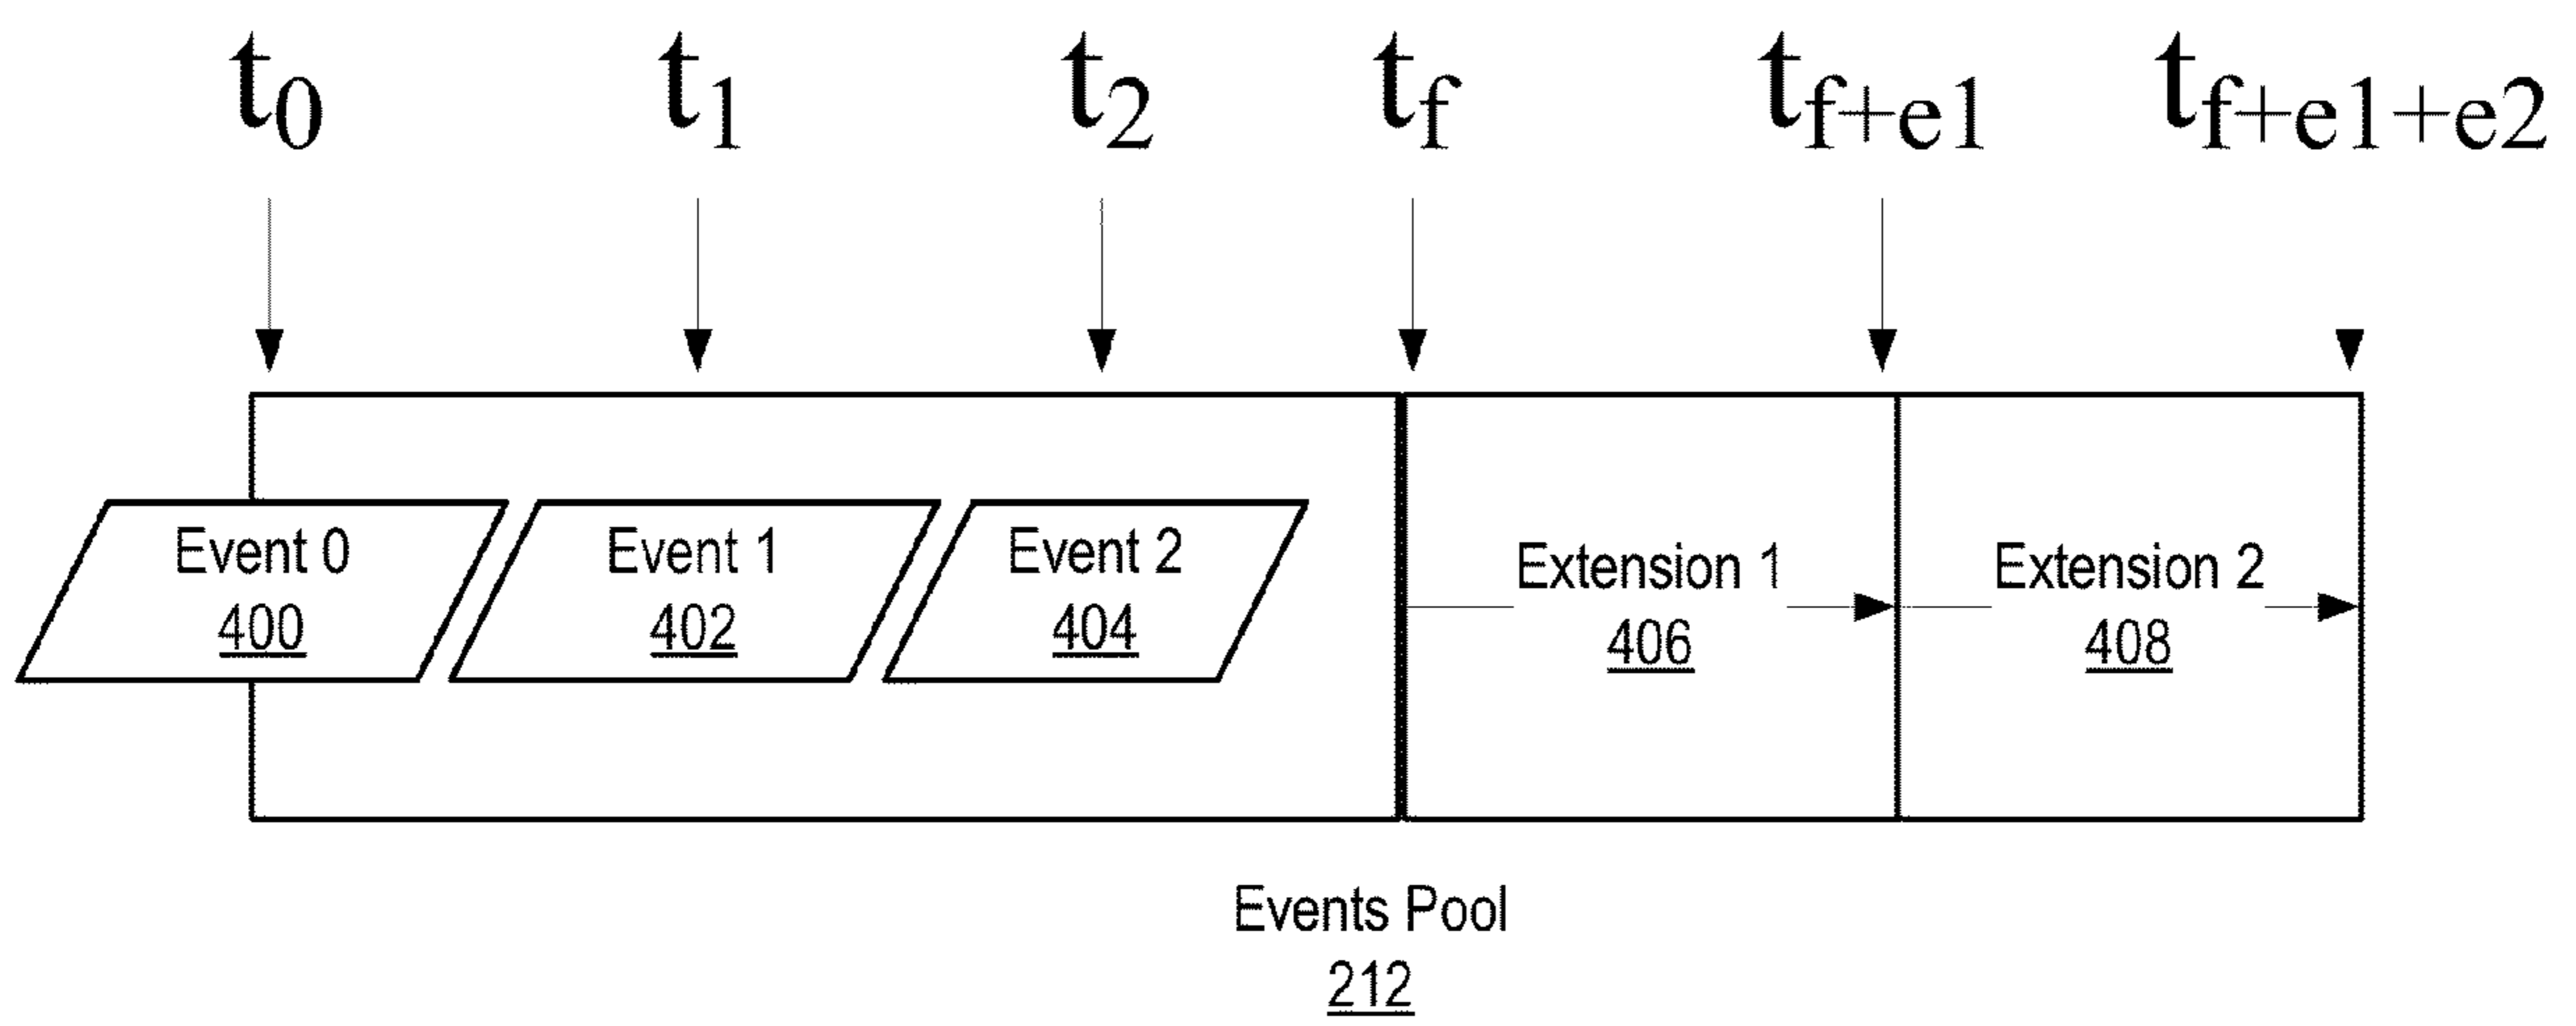 t0 t1 t2 tf tf+e1 tf+e1+e2
Event 0
400
Event 1
402
Event 2
404
Extension 1
406
Extension 2
408
Events Pool
212